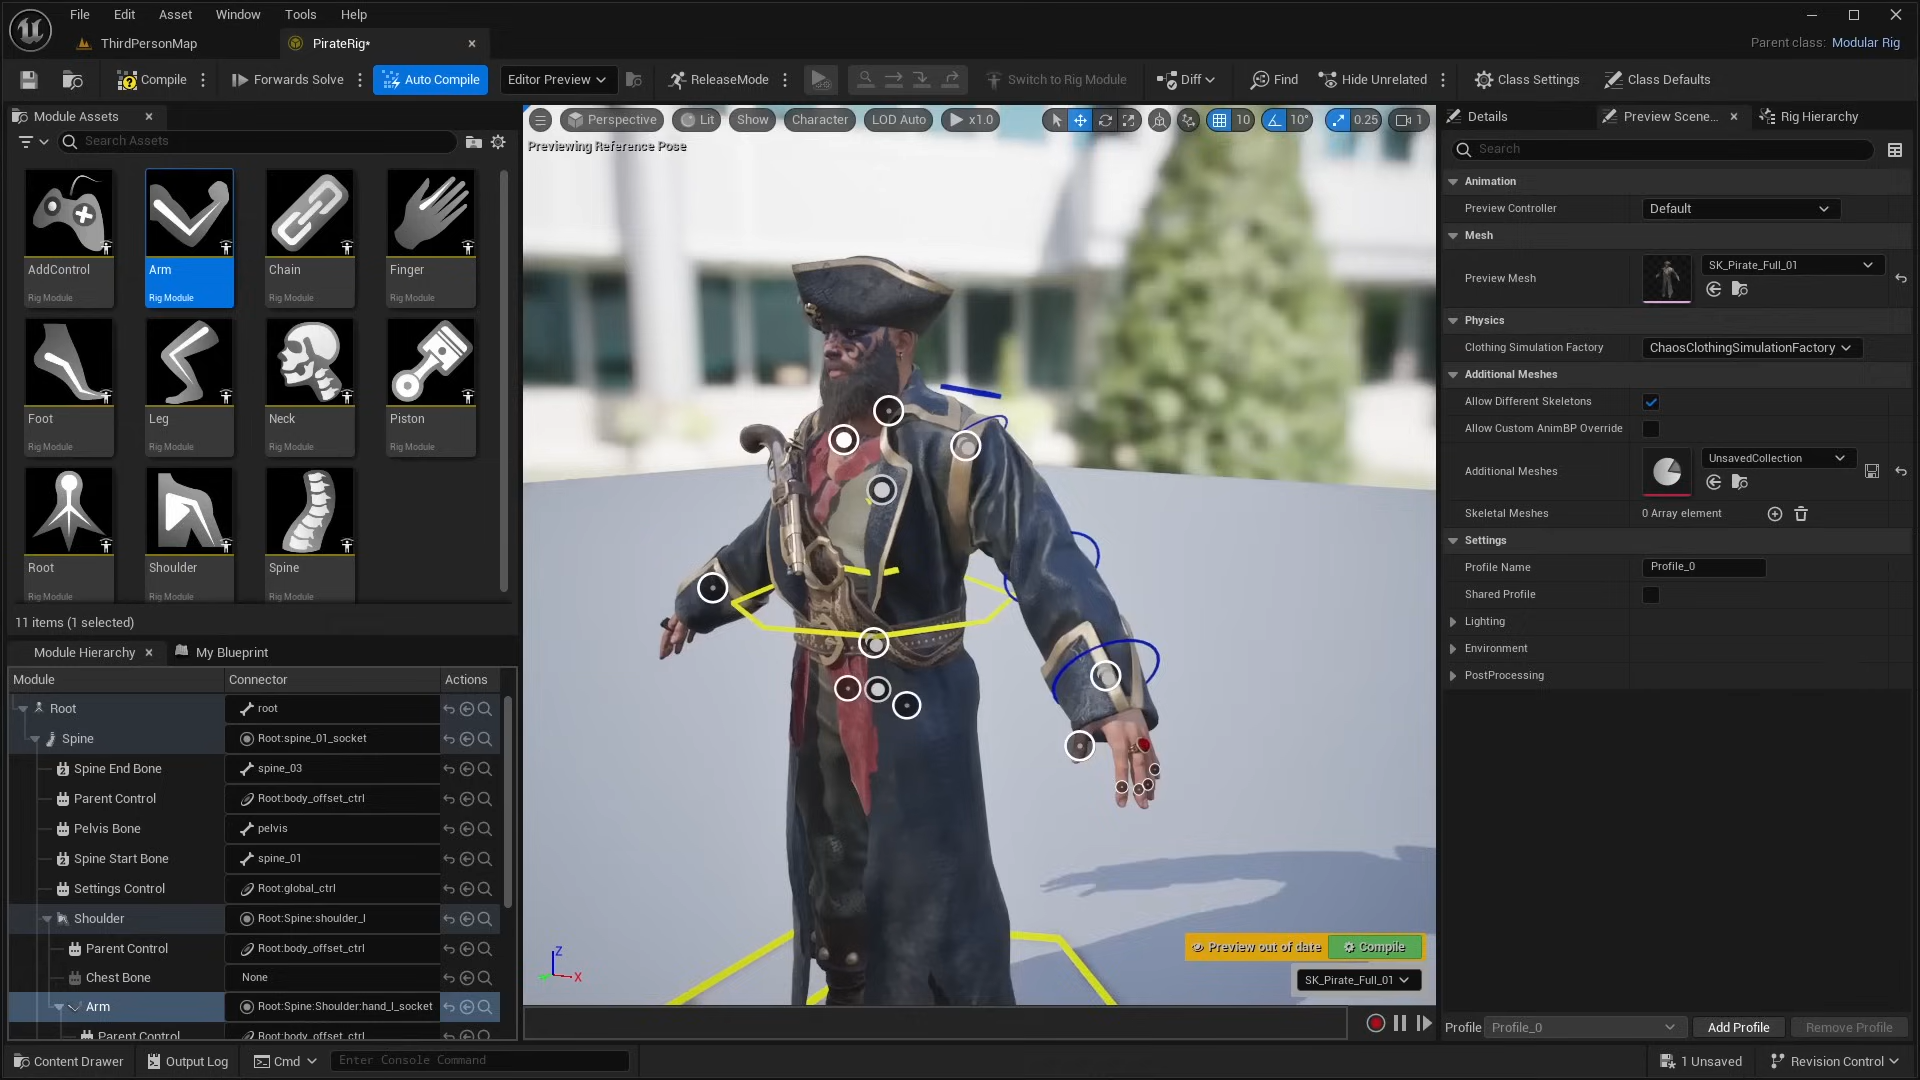 File Edit Asset Window Tools Help
ThirdPersonMap
PirateRig*
Parent class: Modular Rig
Compile
Forwards Solve
Auto Compile
Editor Preview
ReleaseMode
Switch to Rig Module
Diff
Find
Hide Unrelated
Class Settings
Class Defaults
Module Assets
Search Assets
AddControl
Rig Module
Arm
Rig Module
Chain
Rig Module
Finger
Rig Module
Foot
Rig Module
Leg
Rig Module
Neck
Rig Module
Piston
Rig Module
Root
Rig Module
Shoulder
Rig Module
Spine
Rig Module
11 items (1 selected)
Module Hierarchy
My Blueprint
Module Connector Actions
Root root
Spine Root:spine_01_socket
Spine End Bone spine_03
Parent Control Root:body_offset_ctrl
Pelvis Bone pelvis
Spine Start Bone spine_01
Settings Control Root:global_ctrl
Shoulder Root:Spine:shoulder_l
Parent Control Root:body_offset_ctrl
Chest Bone None
Arm Root:Spine:Shoulder:hand_l_socket
Parent Control Root:body_offset_ctrl
Perspective Lit Show Character LOD Auto x1.0
10 10° 0.25 1
Previewing Reference Pose
Z
X
Preview out of date Compile
SK_Pirate_Full_01
Details
Preview Scene...
Rig Hierarchy
Search
Animation
Preview Controller Default
Mesh
Preview Mesh SK_Pirate_Full_01
Physics
Clothing Simulation Factory ChaosClothingSimulationFactory
Additional Meshes
Allow Different Skeletons
Allow Custom AnimBP Override
Additional Meshes UnsavedCollection
Skeletal Meshes 0 Array element
Settings
Profile Name Profile_0
Shared Profile
Lighting
Environment
PostProcessing
Profile Profile_0 Add Profile Remove Profile
Content Drawer
Output Log
Cmd
Enter Console Command
1 Unsaved
Revision Control